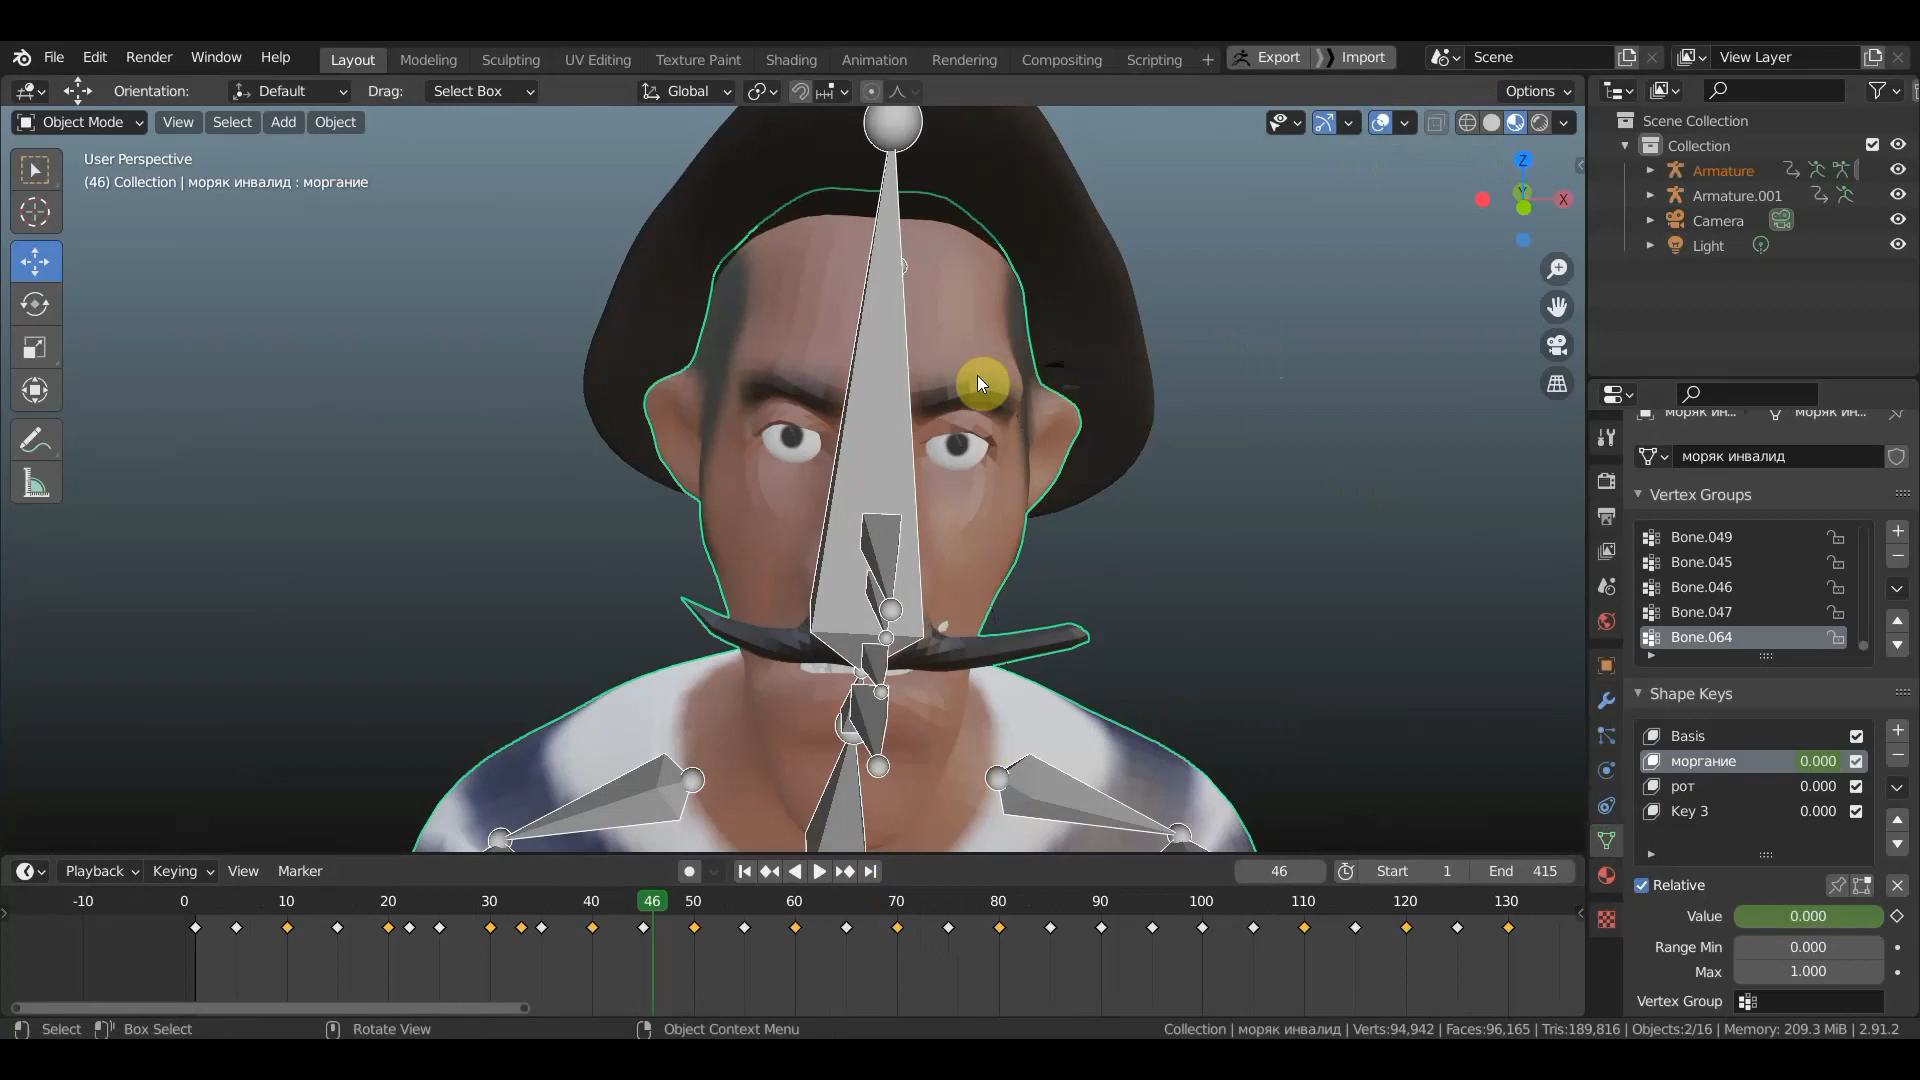 File Edit Render Window Help Layout Modeling Sculpting UV Editing Texture Paint Shading Animation Rendering Compositing Scripting + Export Import Scene View Layer
Orientation: Default Drag: Select Box Global Options
Object Mode View Select Add Object
User Perspective
(46) Collection | моряк инвалид : моргание
Z
Y
X
Scene Collection
Collection
Armature
Armature.001
Camera
Light
моряк ин... моряк ин...
моряк инвалид
Vertex Groups
Bone.049
Bone.045
Bone.046
Bone.047
Bone.064
Shape Keys
Basis
моргание 0.000
рот 0.000
Key 3 0.000
Relative
Value 0.000
Range Min 0.000
Max 1.000
Vertex Group
Playback Keying View Marker 46 Start 1 End 415
-10 0 10 20 30 40 46 50 60 70 80 90 100 110 120 130
Select Box Select Rotate View Object Context Menu Collection | моряк инвалид | Verts:94,942 | Faces:96,165 | Tris:189,816 | Objects:2/16 | Memory: 209.3 MiB | 2.91.2